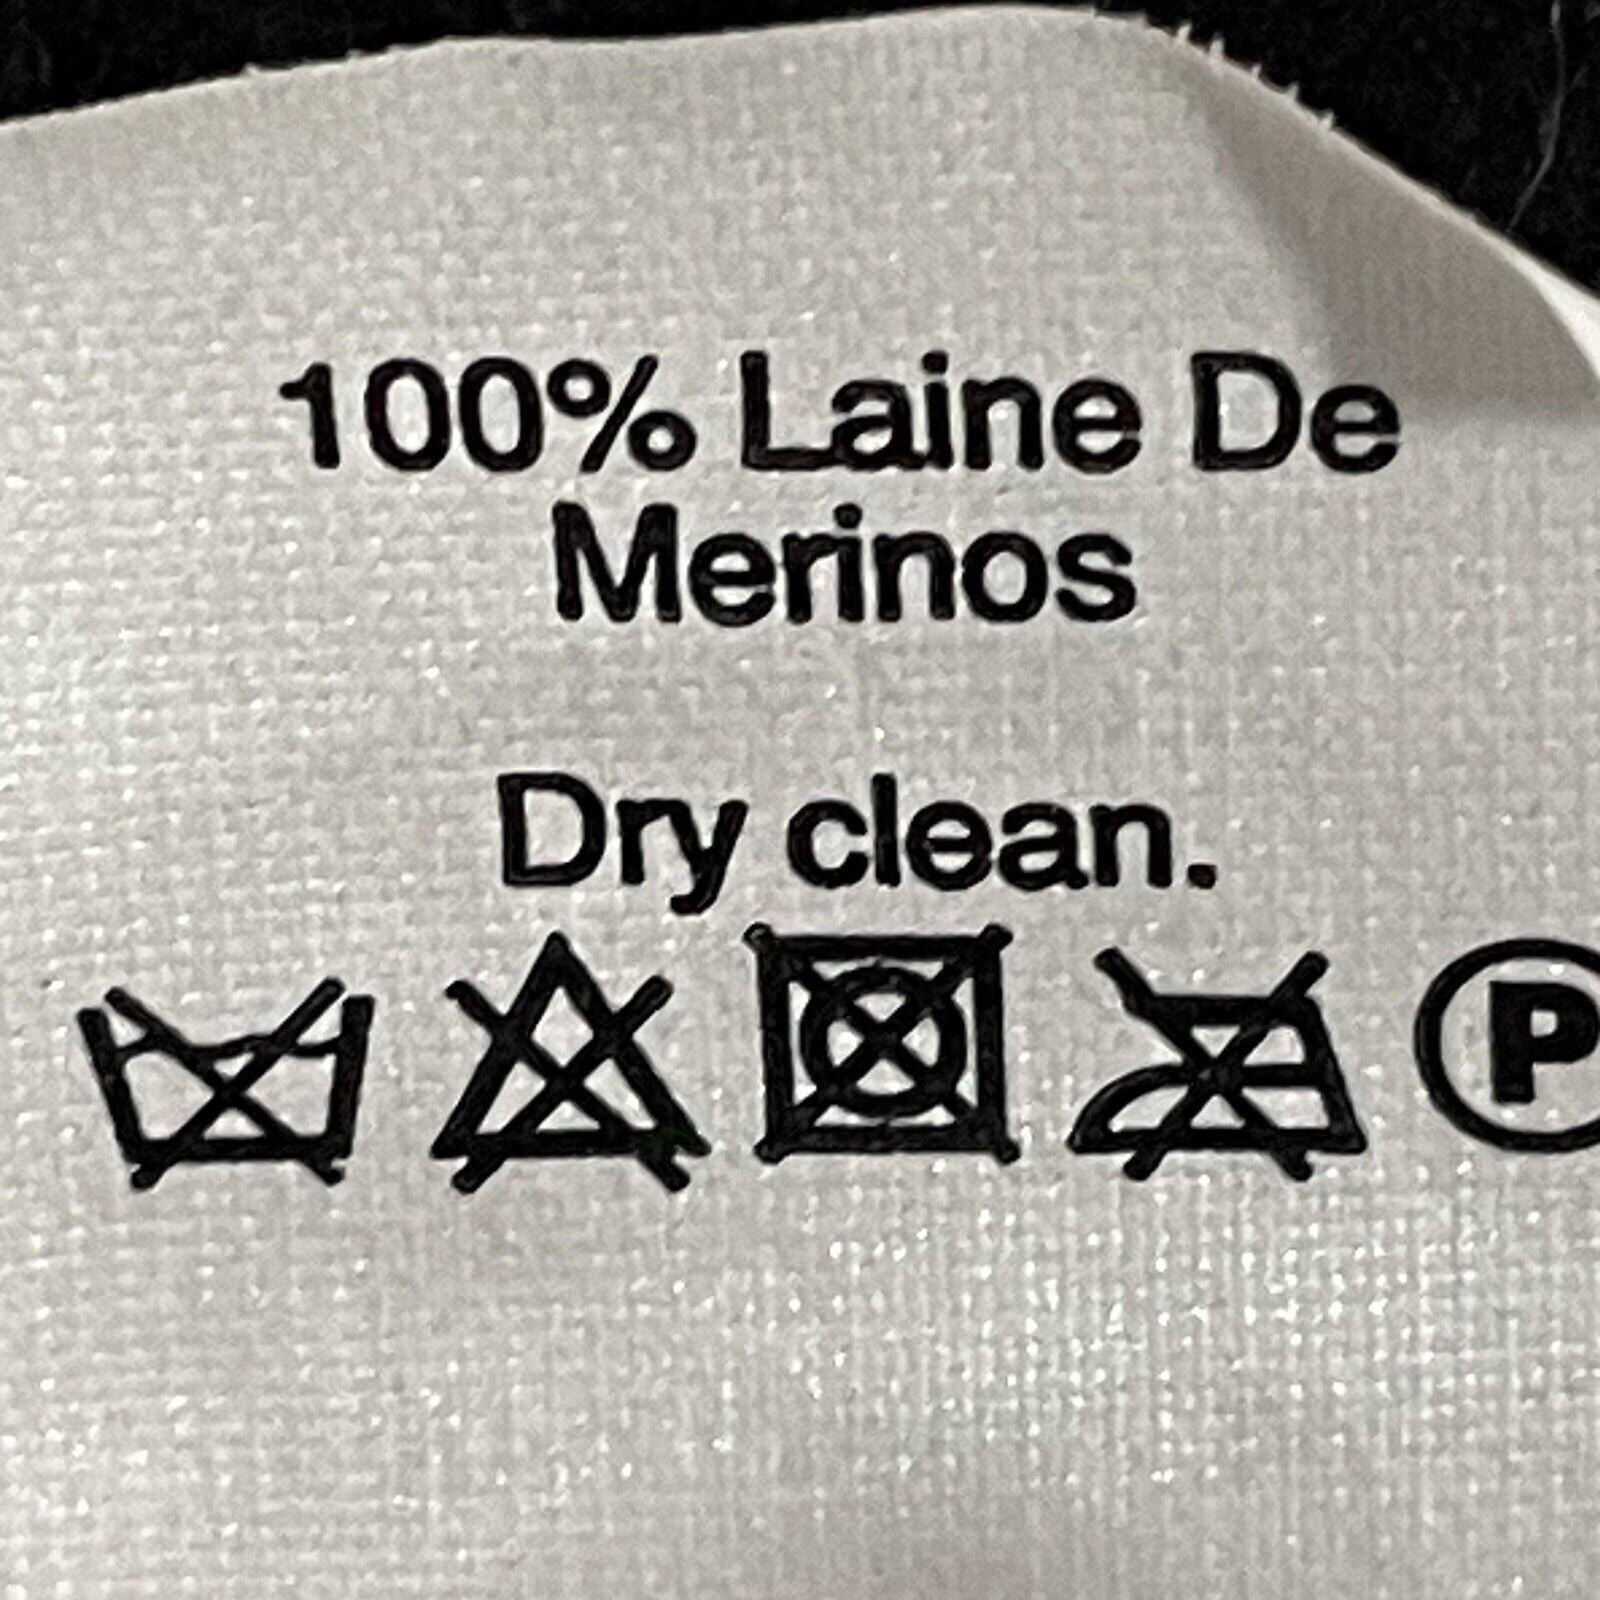 100% Laine De
Merinos
Dry clean.
P